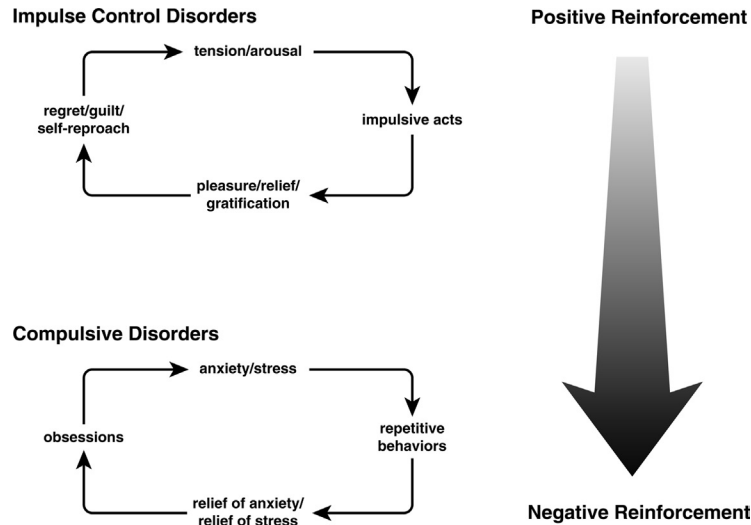 Impulse Control Disorders
tension/arousal
impulsive acts
pleasure/relief/
gratification
regret/guilt/
self-reproach
Compulsive Disorders
anxiety/stress
repetitive
behaviors
relief of anxiety/
relief of stress
obsessions
Positive Reinforcement
Negative Reinforcement